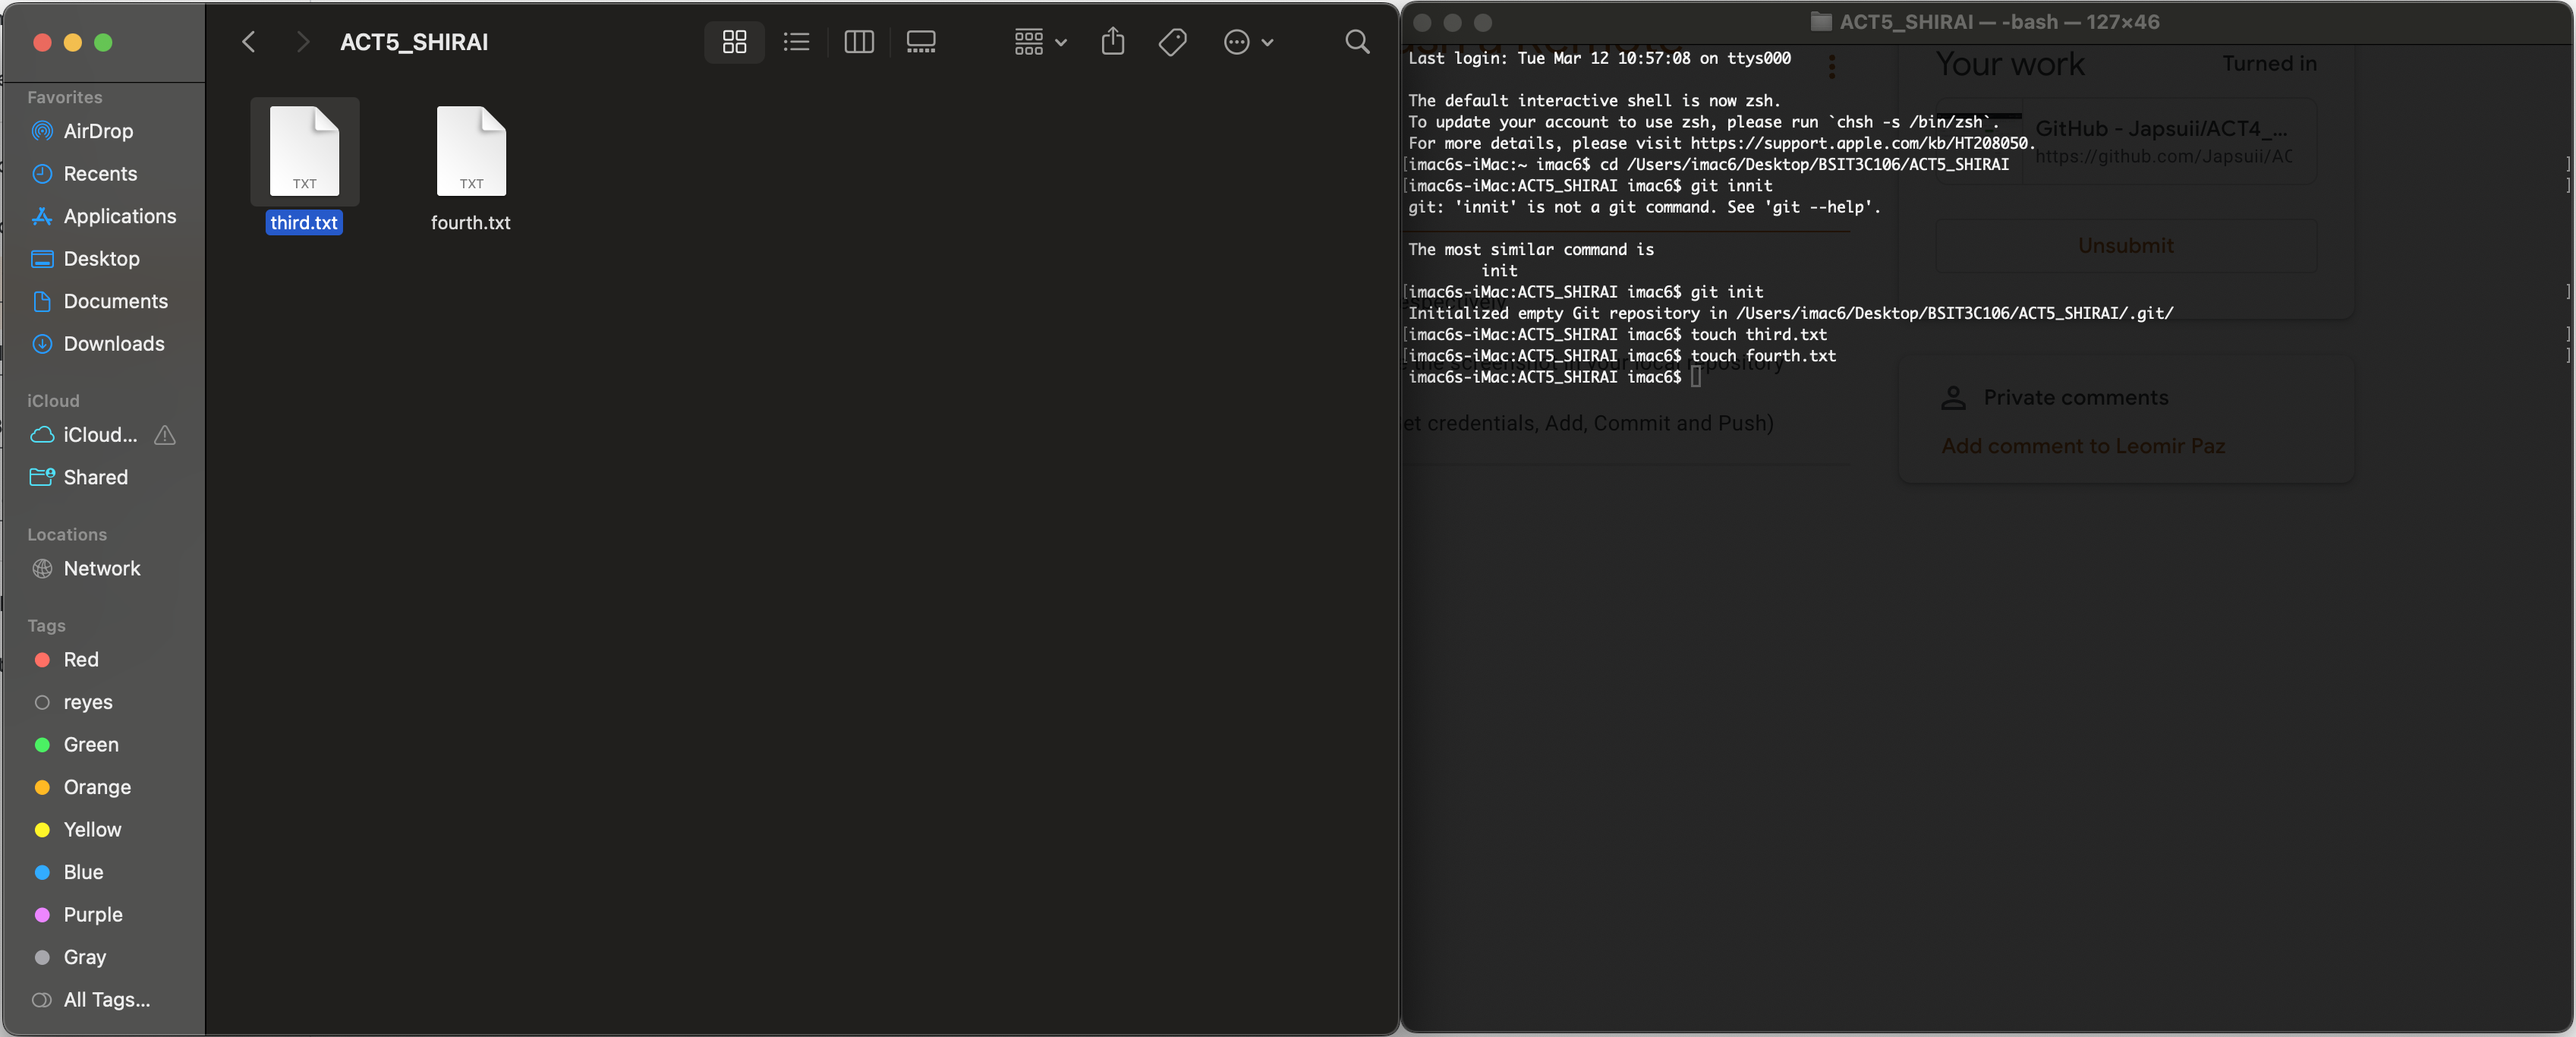 ACT5_SHIRAI
Favorites
AirDrop
Recents
Applications
Desktop
Documents
Downloads
iCloud
iCloud...
Shared
Locations
Network
Tags
Red
reyes
Green
Orange
Yellow
Blue
Purple
Gray
All Tags...
TXT
third.txt
TXT
fourth.txt
ACT5_SHIRAI — -bash — 127×46
Last login: Tue Mar 12 10:57:08 on ttys000
The default interactive shell is now zsh.
To update your account to use zsh, please run `chsh -s /bin/zsh`.
For more details, please visit https://support.apple.com/kb/HT208050.
[imac6s-iMac:~ imac6$ cd /Users/imac6/Desktop/BSIT3C106/ACT5_SHIRAI ]
[imac6s-iMac:ACT5_SHIRAI imac6$ git innit ]
git: 'innit' is not a git command. See 'git --help'.
The most similar command is
init
[imac6s-iMac:ACT5_SHIRAI imac6$ git init ]
Initialized empty Git repository in /Users/imac6/Desktop/BSIT3C106/ACT5_SHIRAI/.git/
[imac6s-iMac:ACT5_SHIRAI imac6$ touch third.txt ]
[imac6s-iMac:ACT5_SHIRAI imac6$ touch fourth.txt ]
imac6s-iMac:ACT5_SHIRAI imac6$
Your work
Turned in
GitHub - Japsuii/ACT4_...
https://github.com/Japsuii/AC
Unsubmit
the screenshot in your local repository
et credentials, Add, Commit and Push)
Private comments
Add comment to Leomir Paz